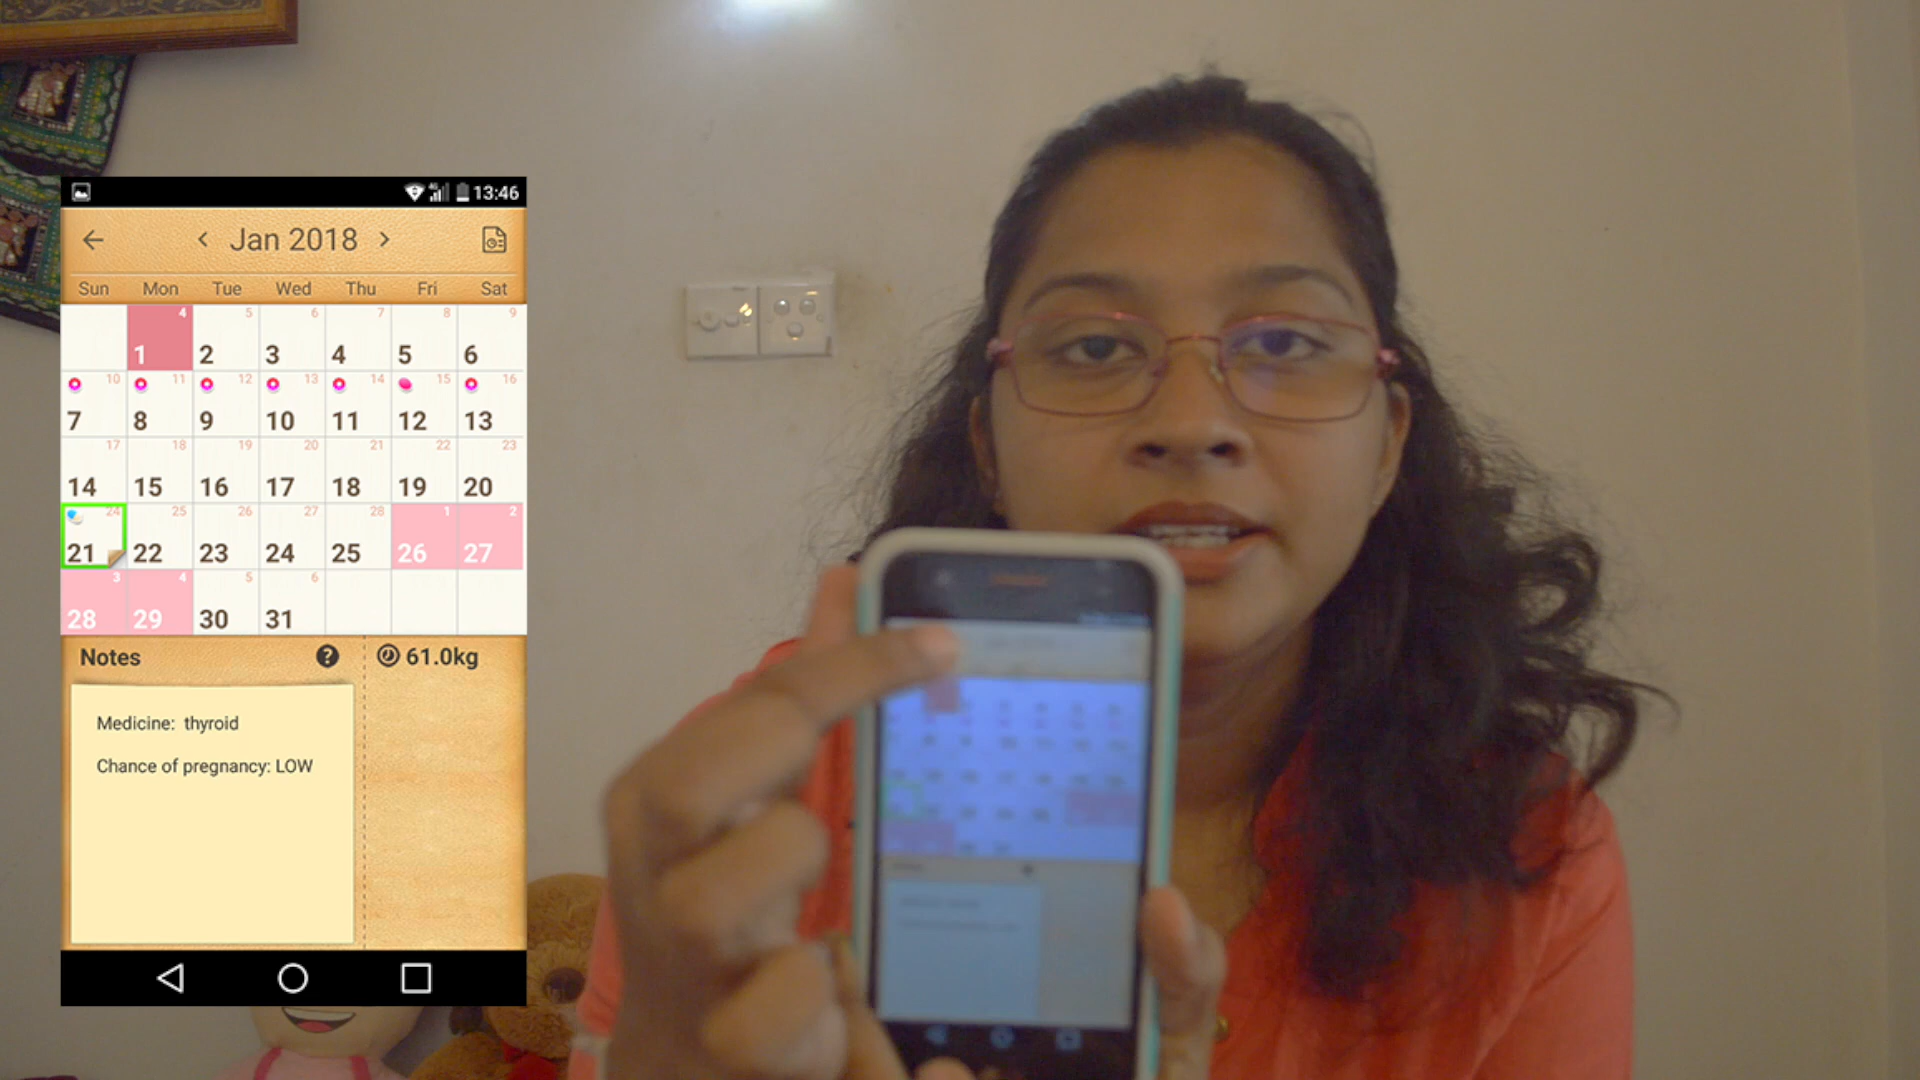 13:46
Jan 2018
Sun Mon Tue Wed Thu Fri Sat
4 5 6 7 8 9
1 2 3 4 5 6
10 11 12 13 14 15 16
7 8 9 10 11 12 13
17 18 19 20 21 22 23
14 15 16 17 18 19 20
24 25 26 27 28 1 2
21 22 23 24 25 26 27
3 4 5 6
28 29 30 31
Notes ? 61.0kg
Medicine: thyroid
Chance of pregnancy: LOW